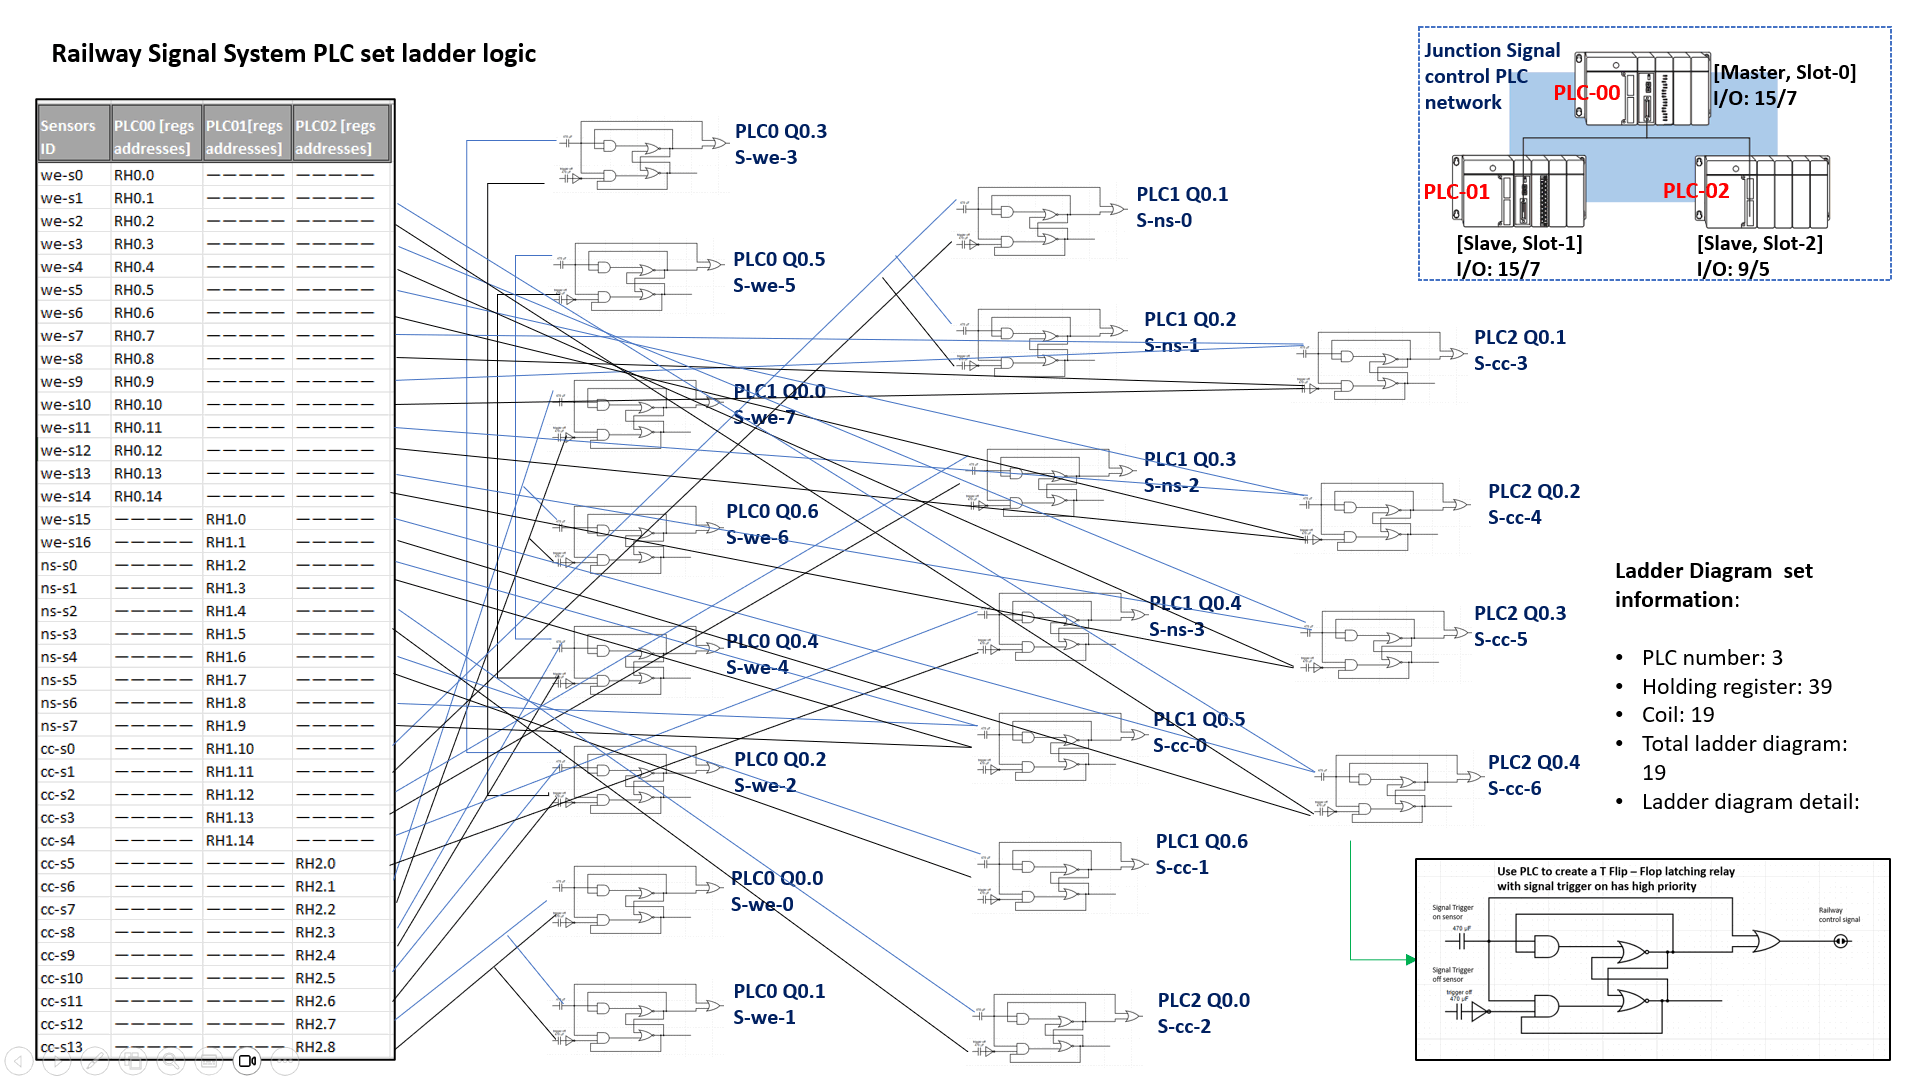 Railway Signal System PLC set ladder logic
Sensors ID PLC00 [regs addresses] PLC01[regs addresses] PLC02 [regs addresses]
we-s0 RH0.0 ————— —————
we-s1 RH0.1 ————— —————
we-s2 RH0.2 ————— —————
we-s3 RH0.3 ————— —————
we-s4 RH0.4 ————— —————
we-s5 RH0.5 ————— —————
we-s6 RH0.6 ————— —————
we-s7 RH0.7 ————— —————
we-s8 RH0.8 ————— —————
we-s9 RH0.9 ————— —————
we-s10 RH0.10 ————— —————
we-s11 RH0.11 ————— —————
we-s12 RH0.12 ————— —————
we-s13 RH0.13 ————— —————
we-s14 RH0.14 ————— —————
we-s15 ————— RH1.0 —————
we-s16 ————— RH1.1 —————
ns-s0 ————— RH1.2 —————
ns-s1 ————— RH1.3 —————
ns-s2 ————— RH1.4 —————
ns-s3 ————— RH1.5 —————
ns-s4 ————— RH1.6 —————
ns-s5 ————— RH1.7 —————
ns-s6 ————— RH1.8 —————
ns-s7 ————— RH1.9 —————
cc-s0 ————— RH1.10 —————
cc-s1 ————— RH1.11 —————
cc-s2 ————— RH1.12 —————
cc-s3 ————— RH1.13 —————
cc-s4 ————— RH1.14 —————
cc-s5 ————— ————— RH2.0
cc-s6 ————— ————— RH2.1
cc-s7 ————— ————— RH2.2
cc-s8 ————— ————— RH2.3
cc-s9 ————— ————— RH2.4
cc-s10 ————— ————— RH2.5
cc-s11 ————— ————— RH2.6
cc-s12 ————— ————— RH2.7
cc-s13 ————— ————— RH2.8
PLC0 Q0.3
S-we-3
PLC0 Q0.5
S-we-5
PLC1 Q0.0
S-we-7
PLC0 Q0.6
S-we-6
PLC0 Q0.4
S-we-4
PLC0 Q0.2
S-we-2
PLC0 Q0.0
S-we-0
PLC0 Q0.1
S-we-1
PLC1 Q0.1
S-ns-0
PLC1 Q0.2
S-ns-1
PLC1 Q0.3
S-ns-2
PLC1 Q0.4
S-ns-3
PLC1 Q0.5
S-cc-0
PLC1 Q0.6
S-cc-1
PLC2 Q0.0
S-cc-2
PLC2 Q0.1
S-cc-3
PLC2 Q0.2
S-cc-4
PLC2 Q0.3
S-cc-5
PLC2 Q0.4
S-cc-6
Junction Signal
control PLC
network
PLC-00
[Master, Slot-0]
I/O: 15/7
PLC-01
[Slave, Slot-1]
I/O: 15/7
PLC-02
[Slave, Slot-2]
I/O: 9/5
Ladder Diagram set
information:
• PLC number: 3
• Holding register: 39
• Coil: 19
• Total ladder diagram:
19
• Ladder diagram detail:
Use PLC to create a T Flip – Flop latching relay
with signal trigger on has high priority
Signal Trigger
on sensor
470 µF
Signal Trigger
off sensor
trigger off
470 µF
Railway
control signal